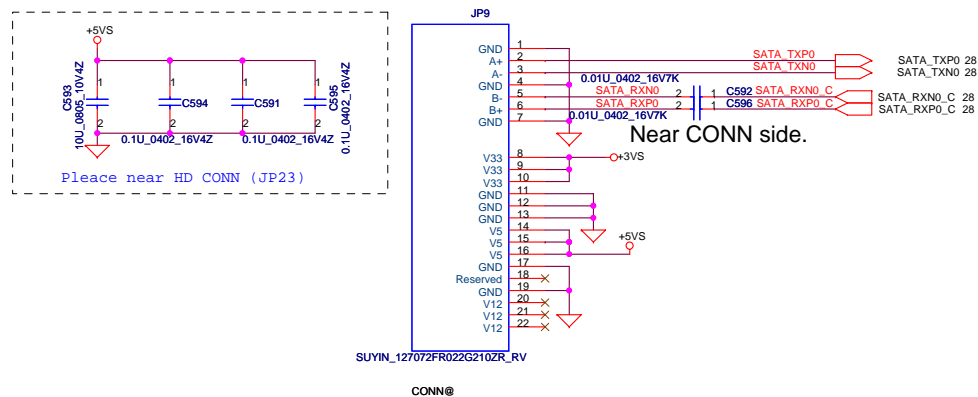 JP9
+5VS
1 1 1 1
C593
10U_0805_10V4Z
C594
C591
C595
0.1U_0402_16V4Z
2 2 2 2
0.1U_0402_16V4Z 0.1U_0402_16V4Z
Pleace near HD CONN (JP23)
GND 1
A+ 2 SATA_TXP0 SATA_TXP0 28
A- 3 SATA_TXN0 SATA_TXN0 28
GND 4 0.01U_0402_16V7K
B- 5 SATA_RXN0 2 1 C592 SATA_RXN0_C SATA_RXN0_C 28
B+ 6 SATA_RXP0 2 1 C596 SATA_RXP0_C SATA_RXP0_C 28
GND 7 0.01U_0402_16V7K
Near CONN side.
V33 8 +3VS
V33 9
V33 10
GND 11
GND 12
GND 13
V5 14
V5 15 +5VS
V5 16
GND 17
Reserved 18
GND 19
V12 20
V12 21
V12 22
SUYIN_127072FR022G210ZR_RV
CONN@